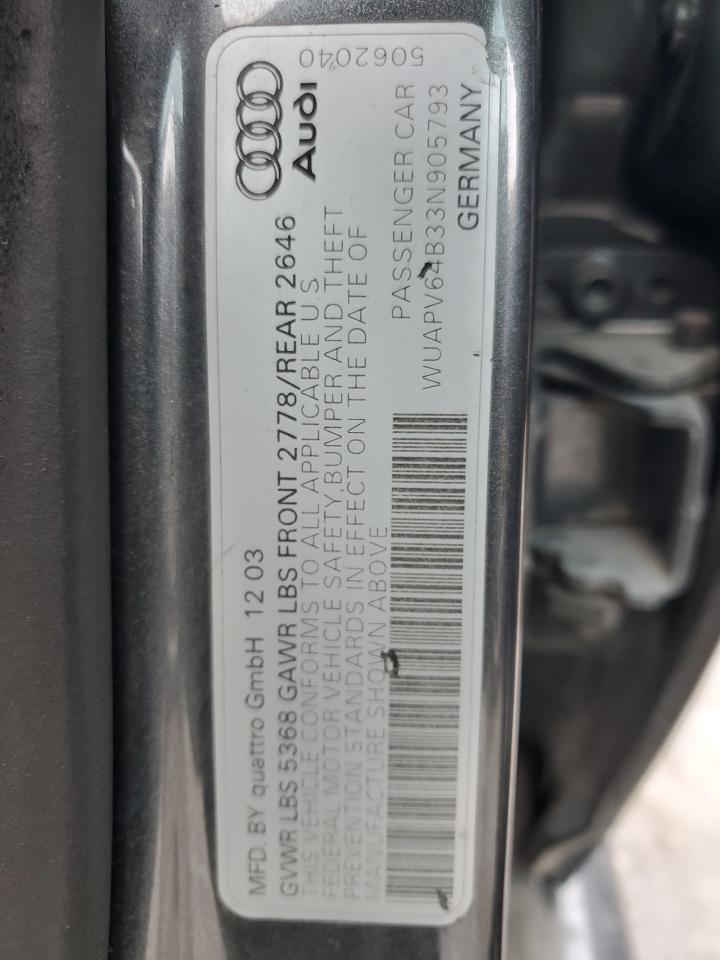 5062040
Audi
MFD. BY quattro GmbH 12 03
GVWR LBS 5368 GAWR LBS FRONT 2778/REAR 2646
THIS VEHICLE CONFORMS TO ALL APPLICABLE U.S
FEDERAL MOTOR VEHICLE SAFETY,BUMPER AND THEFT
PREVENTION STANDARDS IN EFFECT ON THE DATE OF
MANUFACTURE SHOWN ABOVE
PASSENGER CAR
WUAPV64B33N905793
GERMANY